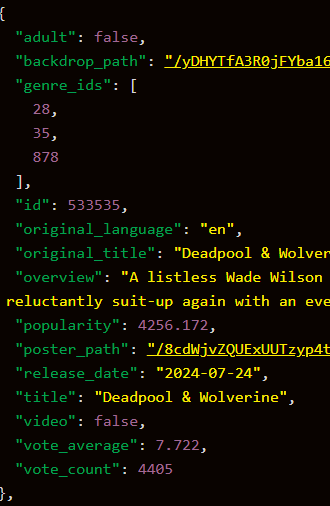 {
"adult": false,
"backdrop_path": "/yDHYTfA3R0jFYba16
"genre_ids": [
28,
35,
878
],
"id": 533535,
"original_language": "en",
"original_title": "Deadpool & Wolverin
"overview": "A listless Wade Wilson
reluctantly suit-up again with an eve
"popularity": 4256.172,
"poster_path": "/8cdWjvZQUExUUTzyp4t
"release_date": "2024-07-24",
"title": "Deadpool & Wolverine",
"video": false,
"vote_average": 7.722,
"vote_count": 4405
},